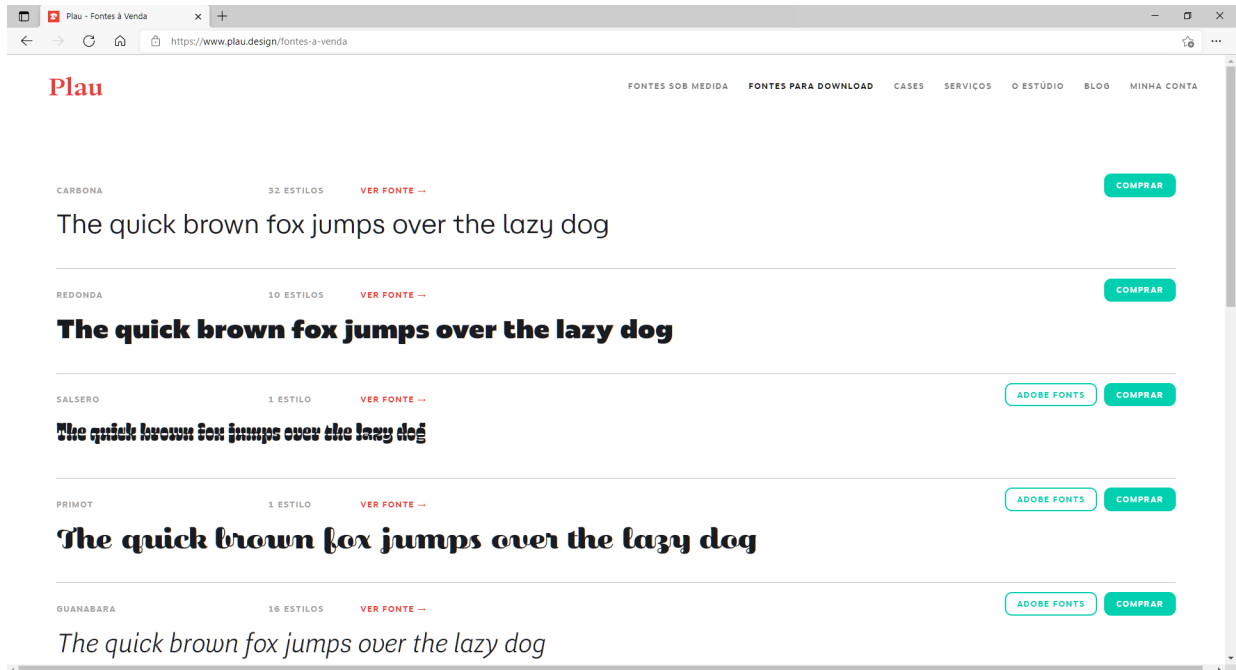 Plau - Fontes à Venda
https://www.plau.design/fontes-a-venda
Plau
FONTES SOB MEDIDA FONTES PARA DOWNLOAD CASES SERVIÇOS O ESTÚDIO BLOG MINHA CONTA
CARBONA 32 ESTILOS VER FONTE → COMPRAR
The quick brown fox jumps over the lazy dog
REDONDA 10 ESTILOS VER FONTE → COMPRAR
The quick brown fox jumps over the lazy dog
SALSERO 1 ESTILO VER FONTE → ADOBE FONTS COMPRAR
The quick brown fox jumps over the lazy dog
PRIMOT 1 ESTILO VER FONTE → ADOBE FONTS COMPRAR
The quick brown fox jumps over the lazy dog
GUANABARA 16 ESTILOS VER FONTE → ADOBE FONTS COMPRAR
The quick brown fox jumps over the lazy dog